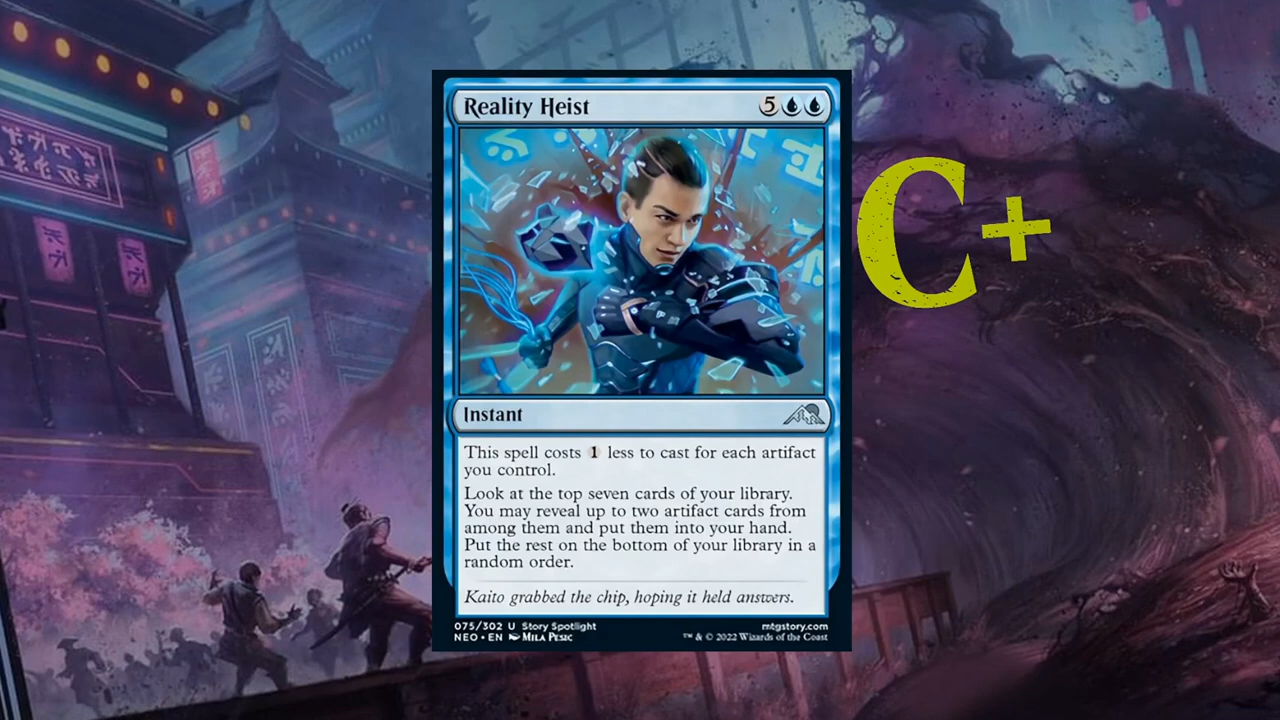 Reality Heist 5
C+
Instant
This spell costs 1 less to cast for each artifact
you control.
Look at the top seven cards of your library.
You may reveal up to two artifact cards from
among them and put them into your hand.
Put the rest on the bottom of your library in a
random order.
Kaito grabbed the chip, hoping it held answers.
075/302 U Story Spotlight mtgstory.com
NEO • EN Mila Pesic ™ & © 2022 Wizards of the Coast